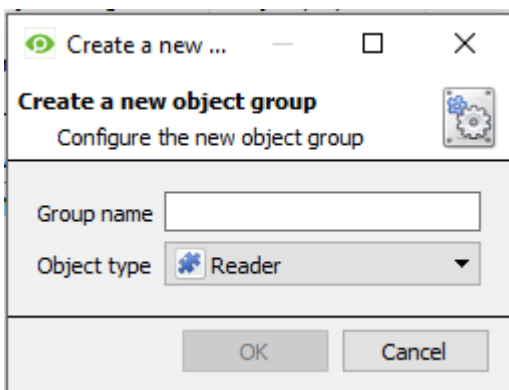 Create a new ...
Create a new object group
Configure the new object group
Group name
Object type Reader
OK Cancel